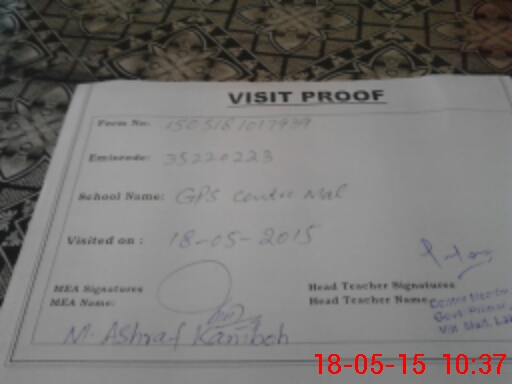 VISIT PROOF
Form No. 1505181017939
Emiscode: 35220223
School Name: GPS Centre Mal
Visited on : 18-05-2015
MEA Signatures
MEA Name:
M. Ashraf Kamboh
Head Teacher Signatures
Head Teacher Name
18-05-15 10:37